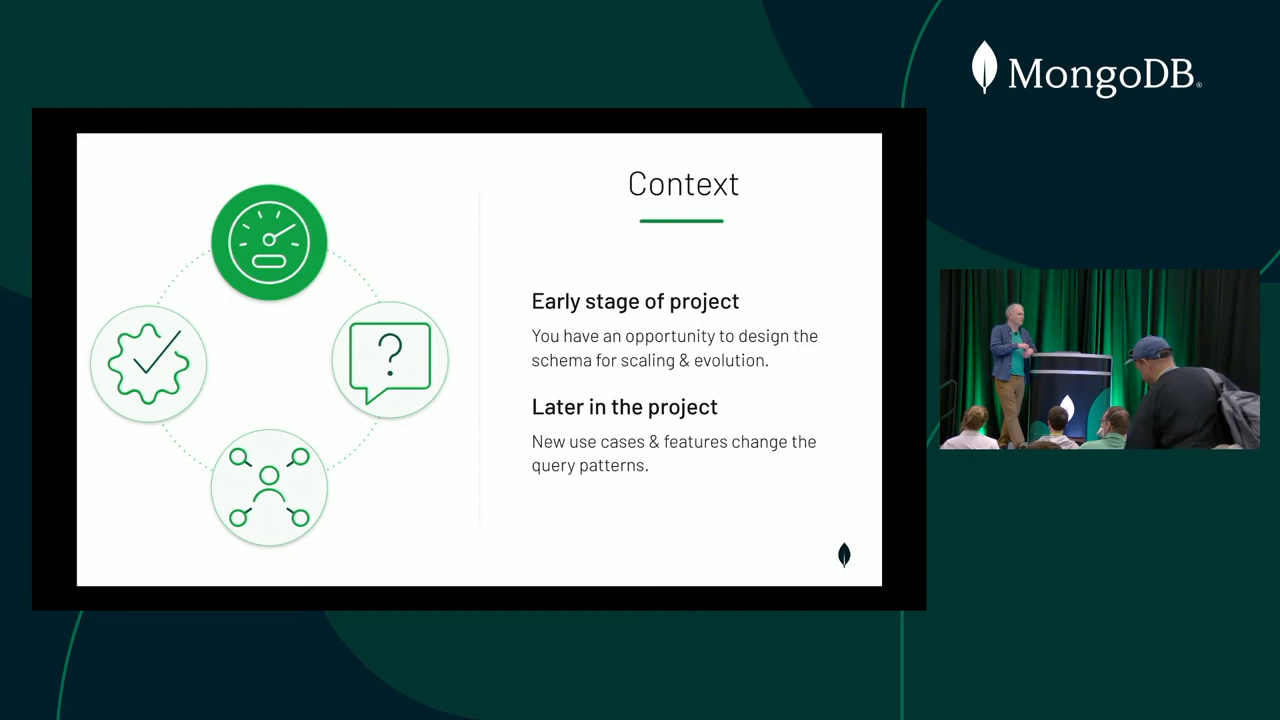 MongoDB®
Context
Early stage of project
You have an opportunity to design the
schema for scaling & evolution.
Later in the project
New use cases & features change the
query patterns.
?